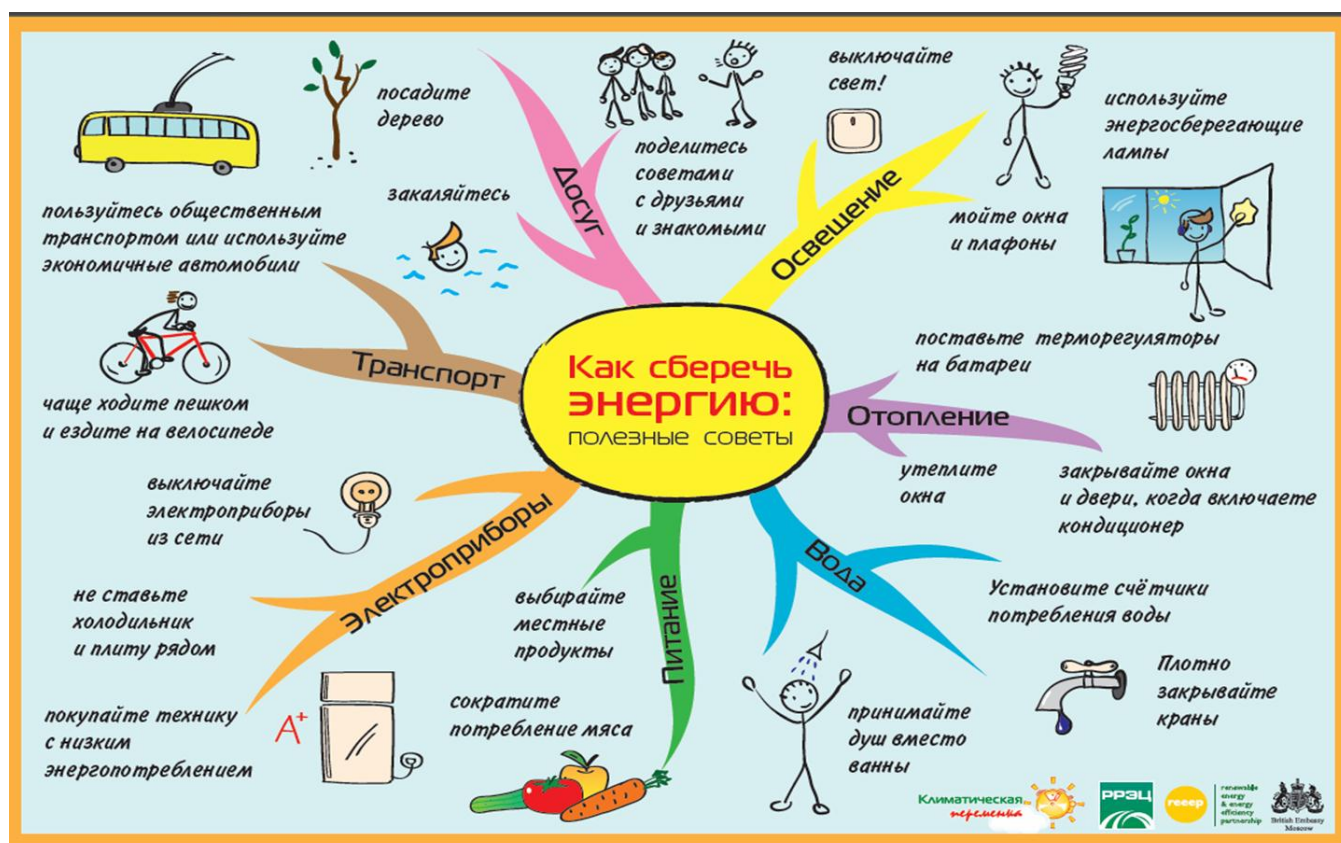 Как сберечь
энергию:
полезные советы
Досуг
посадите
дерево
закаляйтесь
поделитесь
советами
с друзьями
и знакомыми
Освещение
выключайте
свет!
используйте
энергосберегающие
лампы
мойте окна
и плафоны
Отопление
поставьте терморегуляторы
на батареи
утеплите
окна
закрывайте окна
и двери, когда включаете
кондиционер
Вода
Установите счётчики
потребления воды
Плотно
закрывайте
краны
принимайте
душ вместо
ванны
Питание
выбирайте
местные
продукты
сократите
потребление мяса
Электроприборы
выключайте
электроприборы
из сети
не ставьте
холодильник
и плиту рядом
покупайте технику
с низким
энергопотреблением
A+
Транспорт
пользуйтесь общественным
транспортом или используйте
экономичные автомобили
чаще ходите пешком
и ездите на велосипеде
Климатическая
переменка
РРЭЦ
reeep
renewable
energy
& energy
efficiency
partnership
British Embassy
Moscow